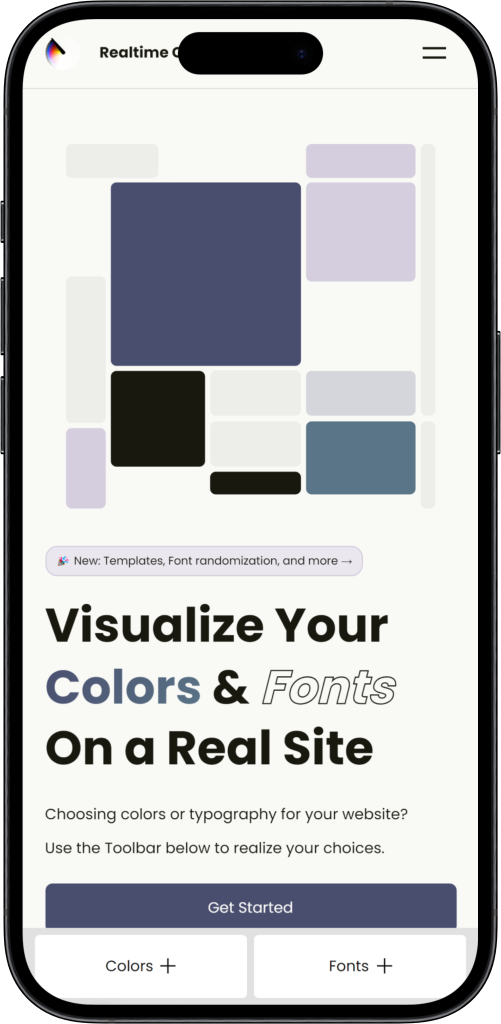 Realtime
🎉 New: Templates, Font randomization, and more →
Visualize Your
Colors & Fonts
On a Real Site
Choosing colors or typography for your website?
Use the Toolbar below to realize your choices.
Get Started
Colors +
Fonts +